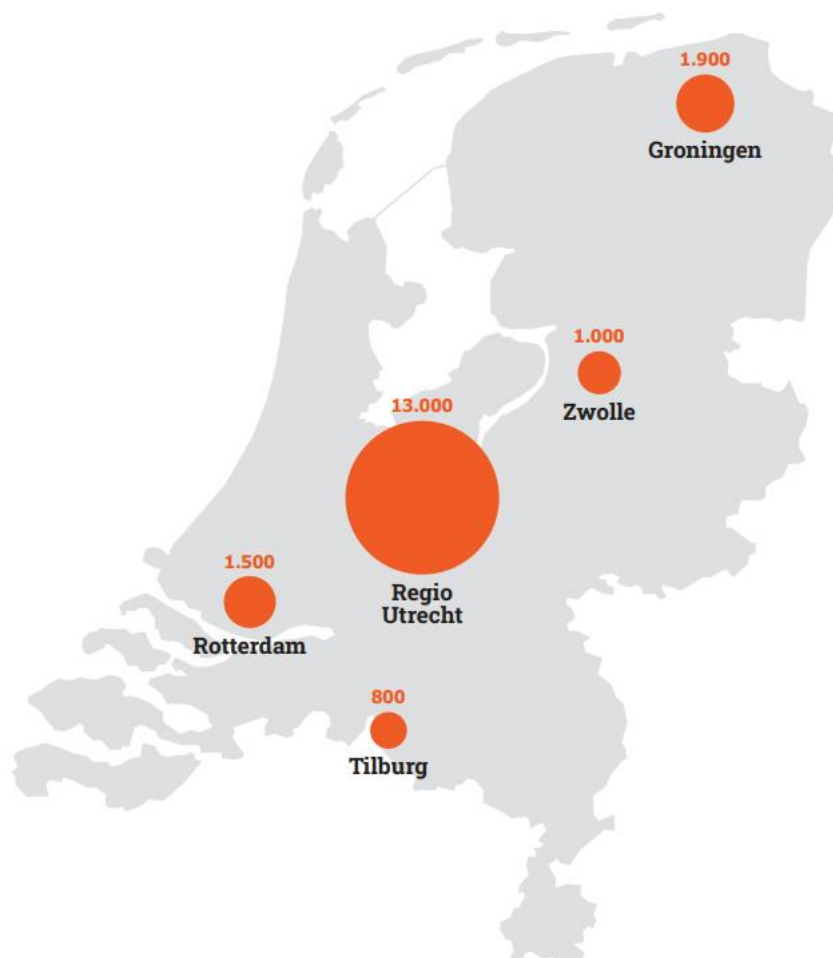 1.900
Groningen
1.000
Zwolle
13.000
Regio
Utrecht
1.500
Rotterdam
800
Tilburg